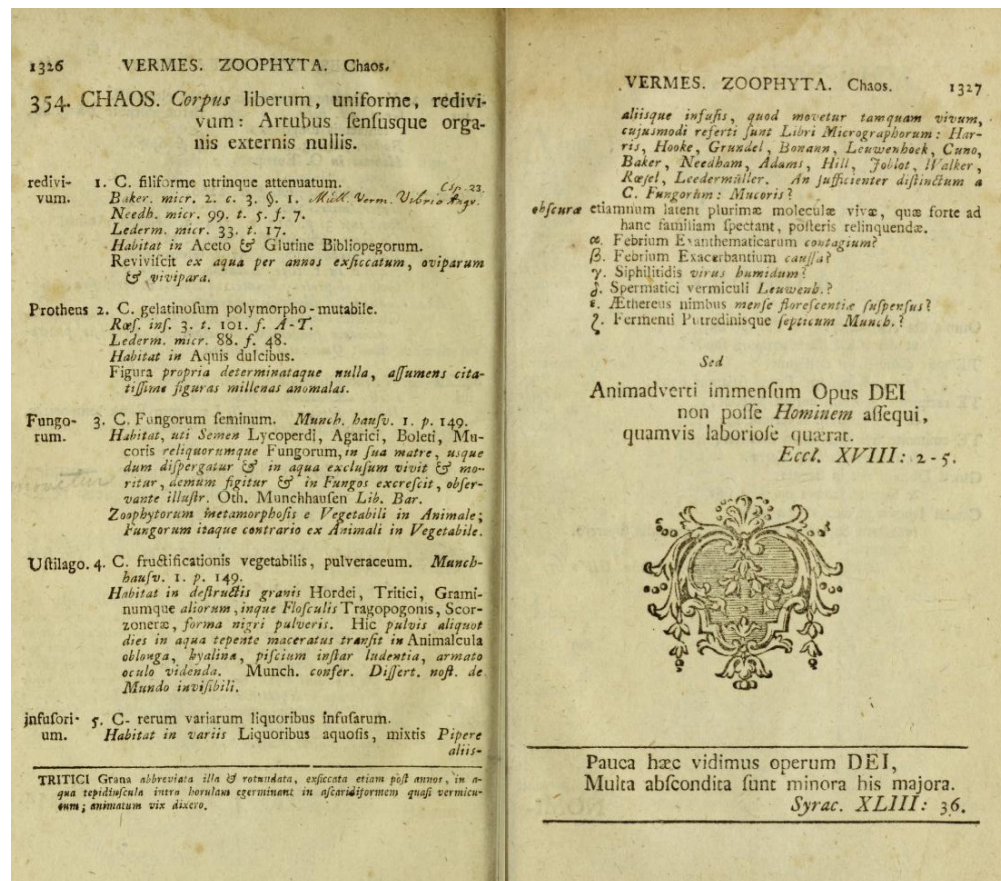 1326 VERMES. ZOOPHYTA. Chaos.
354. CHAOS. Corpus liberum, uniforme, redivi-
vum: Artubus ſenſusque orga-
nis externis nullis.
redivi- 1. C. filiforme utrinque attenuatum.
vum. Baker. micr. 2. c. 3. §. 1. Müll. Verm. Vibrio Angu.
Needh. micr. 99. t. 5. f. 7.
Lederm. micr. 33. t. 17.
Habitat in Aceto & Glutine Bibliopegorum.
Reviviſcit ex aqua per annos exſiccatum, oviparum
& vivipara.
Protheus 2. C. gelatinoſum polymorpho-mutabile.
Rœſ. inſ. 3. t. 101. f. A-T.
Lederm. micr. 88. f. 48.
Habitat in Aquis dulcibus.
Figura propria determinataque nulla, aſſumens cita-
tiſſime figuras millenas anomalas.
Fungo- 3. C. Fungorum ſeminum. Munch. hauſv. 1. p. 149.
rum. Habitat, uti Semen Lycoperdi, Agarici, Boleti, Mu-
coris reliquorumque Fungorum, in ſua matre, usque
dum diſpergatur & in aqua excluſum vivit & mo-
ritur, demum figitur & in Fungos excreſcit, obſer-
vante illuſtr. Oth. Munchhauſen Lib. Bar.
Zoophytorum metamorphoſis e Vegetabili in Animale;
Fungorum itaque contrario ex Animali in Vegetabile.
Uſtilago. 4. C. fructificationis vegetabilis, pulveraceum. Munch-
hauſv. 1. p. 149.
Habitat in deſtructis granis Hordei, Tritici, Grami-
numque aliorum, inque Floſculis Tragopogonis, Scor-
zoneræ, forma nigri pulveris. Hic pulvis aliquot
dies in aqua tepente maceratus tranſit in Animalcula
oblonga, hyalina, piſcium inſtar ludentia, armato
oculo videnda. Munch. confer. Diſſert. noſt. de
Mundo inviſibili.
jnfuſori- 5. C. rerum variarum liquoribus infuſarum.
um. Habitat in variis Liquoribus aquoſis, mixtis Pipere
aliis-
TRITICI Grana abbreviata illa & rotundata, exſiccata etiam poſt annos, in a-
qua tepidiuſcula intra horulam egerminant in aſcaridiformem quaſi vermicu-
lum; animatum vix dixero.
VERMES. ZOOPHYTA. Chaos. 1327
aliisque infuſis, quod movetur tamquam vivum,
cujusmodi referti ſunt Libri Micrographorum: Har-
ris, Hooke, Grundel, Bonann, Leuwenhoek, Cuno,
Baker, Needham, Adams, Hill, Joblot, Walker,
Rœſel, Leedermüller. An ſufficienter diſtinctum a
C. Fungorum: Mucoris?
obſcuræ etiamnum latent plurimæ moleculæ vivæ, quæ forte ad
hanc familiam ſpectant, poſteris relinquendæ.
α. Febrium Exanthematicarum contagium?
β. Febrium Exacerbantium cauſſa?
γ. Siphilitidis virus humidum?
δ. Spermatici vermiculi Leuwenh.?
ε. Æthereus nimbus menſe floreſcentiæ ſuſpenſus?
ζ. Fermenti Putredinisque ſepticum Munch.?
Sed
Animadverti immenſum Opus DEI
non poſſe Hominem aſſequi,
quamvis laborioſe quærat.
Eccl. XVIII: 2-5.
Pauca hæc vidimus operum DEI,
Multa abſcondita ſunt minora his majora.
Syrac. XLIII: 36.